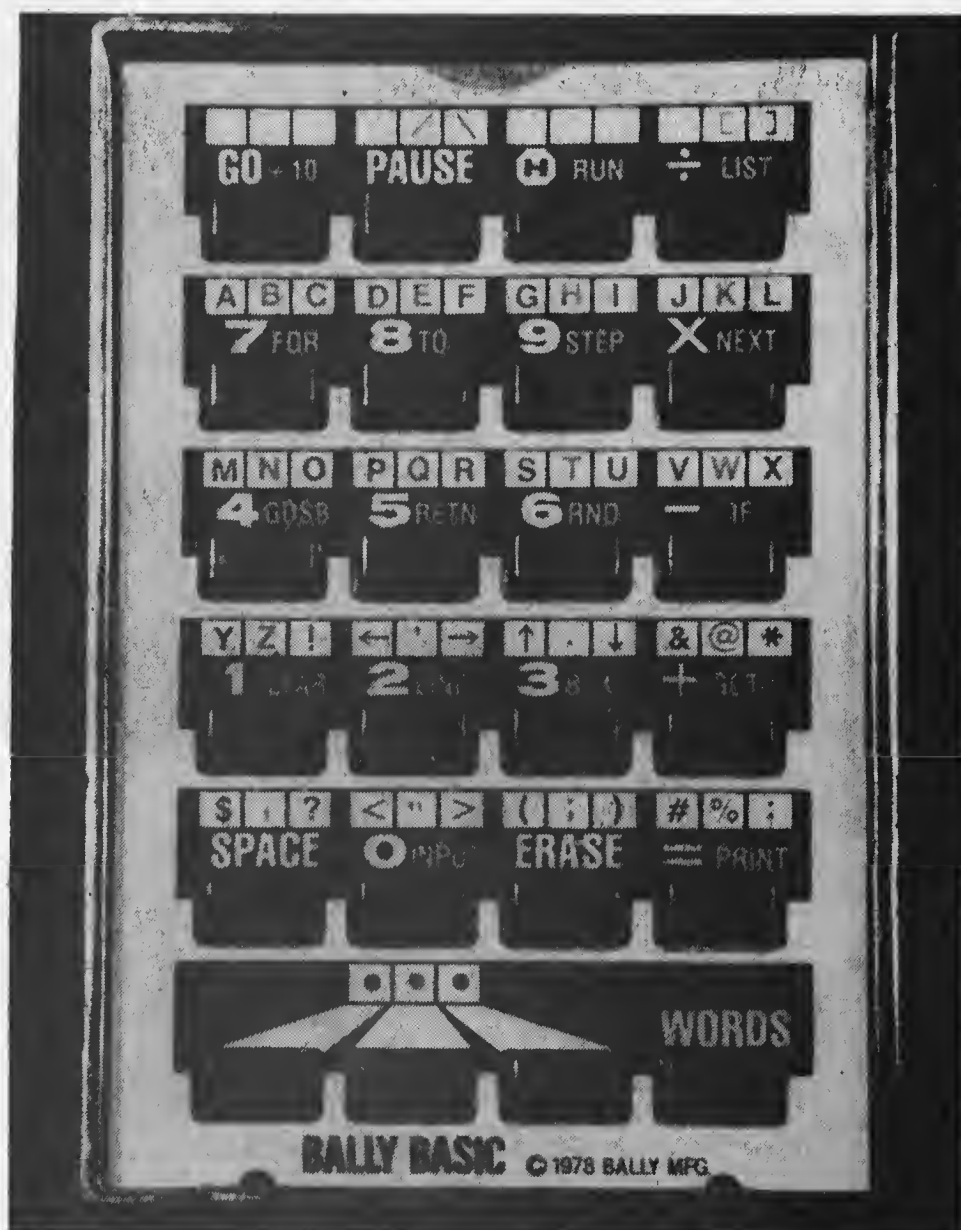 / \ [ ]
GO + 10 PAUSE H RUN ÷ LIST
A B C D E F G H I J K L
7 FOR 8 TO 9 STEP X NEXT
M N O P Q R S T U V W X
4 GOSB 5 RETN 6 RND − IF
Y Z ! ← ' → ↑ . ↓ & @ *
1 2 3 +
$ , ? < " > ( ; ) # % :
SPACE 0 INPUT ERASE = PRINT
WORDS
BALLY BASIC © 1978 BALLY MFG.